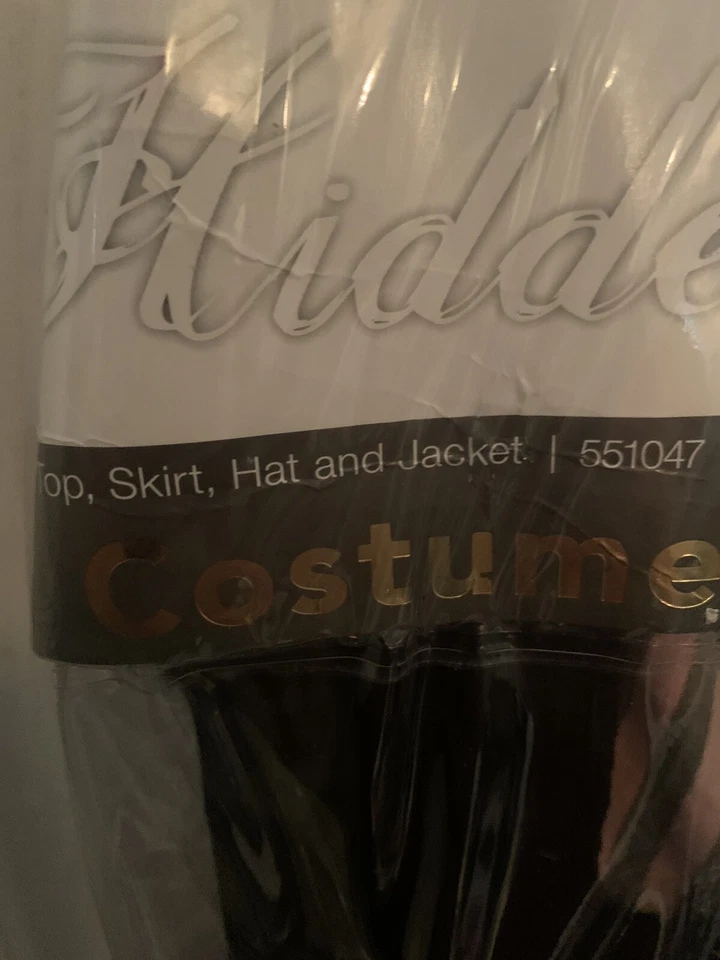 Hidde
Top, Skirt, Hat and Jacket | 551047
Costume